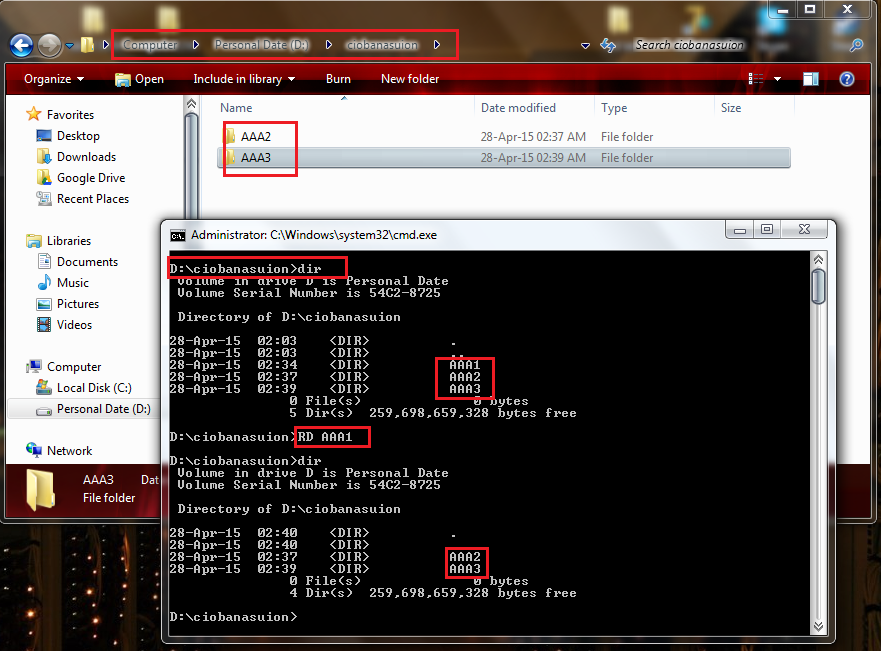 Computer Personal Date (D:) ciobanasuion Search ciobanasuion
Organize Open Include in library Burn New folder
Name Date modified Type Size
AAA2 28-Apr-15 02:37 AM File folder
AAA3 28-Apr-15 02:39 AM File folder
Favorites
Desktop
Downloads
Google Drive
Recent Places
Libraries
Documents
Music
Pictures
Videos
Computer
Local Disk (C:)
Personal Date (D:)
Network
AAA3 Dat
File folder
Administrator: C:\Windows\system32\cmd.exe
D:\ciobanasuion>dir
Volume in drive D is Personal Date
Volume Serial Number is 54C2-8725
Directory of D:\ciobanasuion
28-Apr-15 02:03 <DIR> .
28-Apr-15 02:03 <DIR> ..
28-Apr-15 02:34 <DIR> AAA1
28-Apr-15 02:37 <DIR> AAA2
28-Apr-15 02:39 <DIR> AAA3
0 File(s) 0 bytes
5 Dir(s) 259,698,659,328 bytes free
D:\ciobanasuion>RD AAA1
D:\ciobanasuion>dir
Volume in drive D is Personal Date
Volume Serial Number is 54C2-8725
Directory of D:\ciobanasuion
28-Apr-15 02:40 <DIR> .
28-Apr-15 02:40 <DIR>
28-Apr-15 02:37 <DIR> AAA2
28-Apr-15 02:39 <DIR> AAA3
0 File(s) 0 bytes
4 Dir(s) 259,698,659,328 bytes free
D:\ciobanasuion>